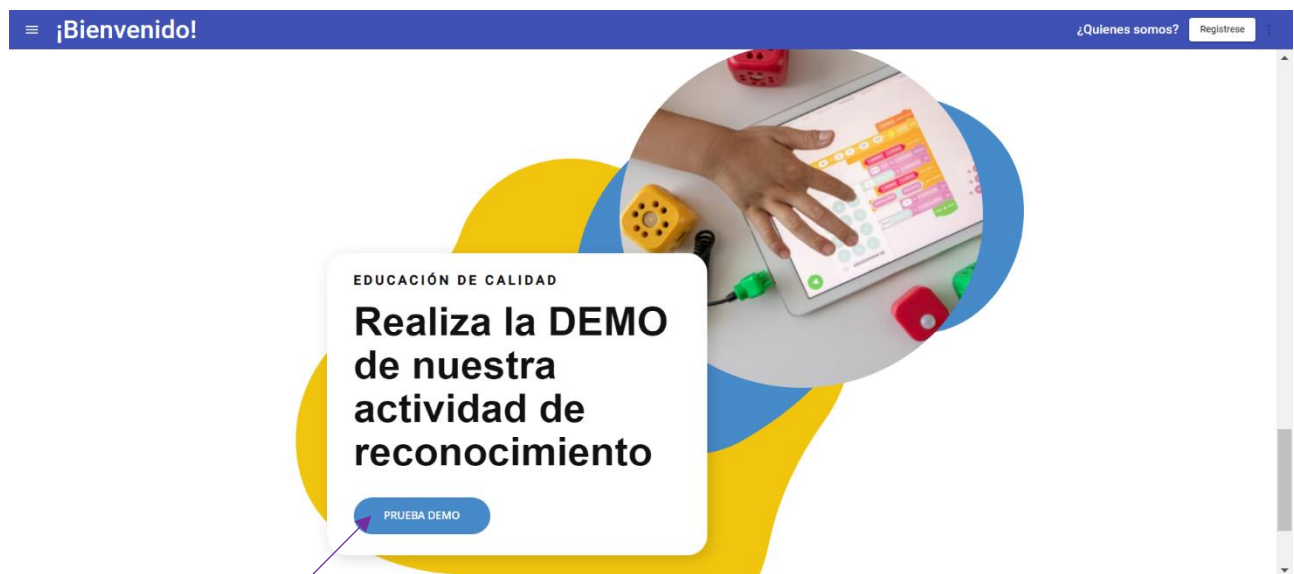 ¡Bienvenido!
¿Quienes somos? Registrese
EDUCACIÓN DE CALIDAD
Realiza la DEMO
de nuestra
actividad de
reconocimiento
PRUEBA DEMO